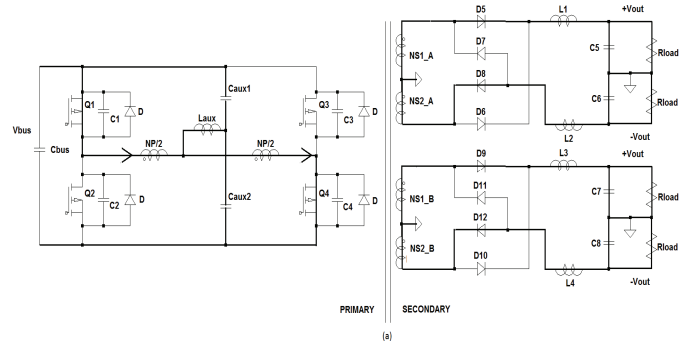 Vbus
Cbus
Q1
C1
D
Q2
C2
D
NP/2
Laux
Caux1
Caux2
NP/2
Q3
C3
D
Q4
C4
D
PRIMARY
SECONDARY
NS1_A
NS2_A
D5
D7
D8
D6
L1
L2
C5
C6
+Vout
Rload
Rload
-Vout
NS1_B
NS2_B
D9
D11
D12
D10
L3
L4
C7
C8
+Vout
Rload
Rload
-Vout
(a)